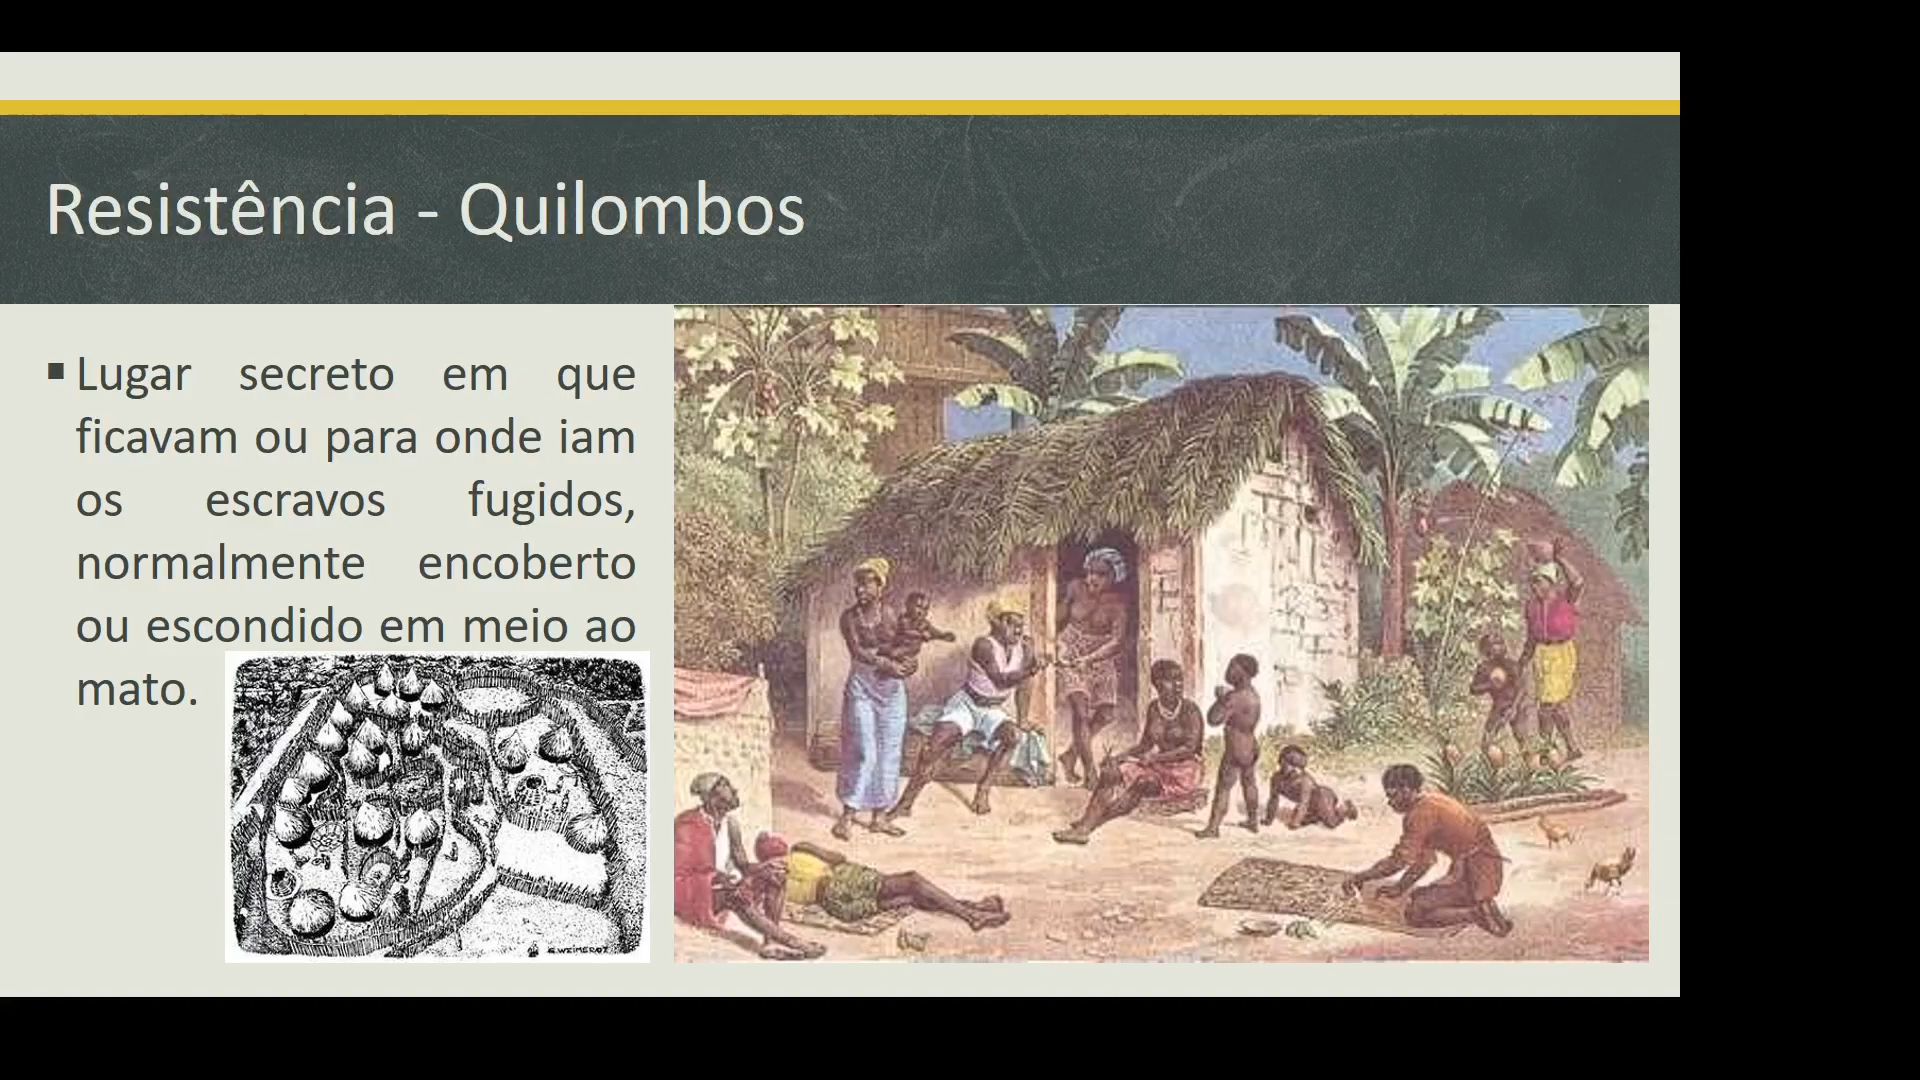 Resistência - Quilombos
▪ Lugar secreto em que
ficavam ou para onde iam
os escravos fugidos,
normalmente encoberto
ou escondido em meio ao
mato.